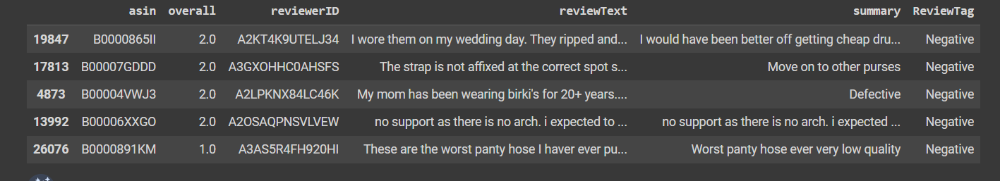 asin overall reviewerID reviewText summary ReviewTag
19847 B0000865II 2.0 A2KT4K9UTELJ34 I wore them on my wedding day. They ripped and... I would have been better off getting cheap dru... Negative
17813 B00007GDDD 2.0 A3GXOHHC0AHSFS The strap is not affixed at the correct spot s... Move on to other purses Negative
4873 B00004VWJ3 2.0 A2LPKNX84LC46K My mom has been wearing birki's for 20+ years.... Defective Negative
13992 B00006XXGO 2.0 A2OSAQPNSVLVEW no support as there is no arch. i expected to ... no support as there is no arch. i expected ... Negative
26076 B0000891KM 1.0 A3AS5R4FH920HI These are the worst panty hose I haver ever pu... Worst panty hose ever very low quality Negative